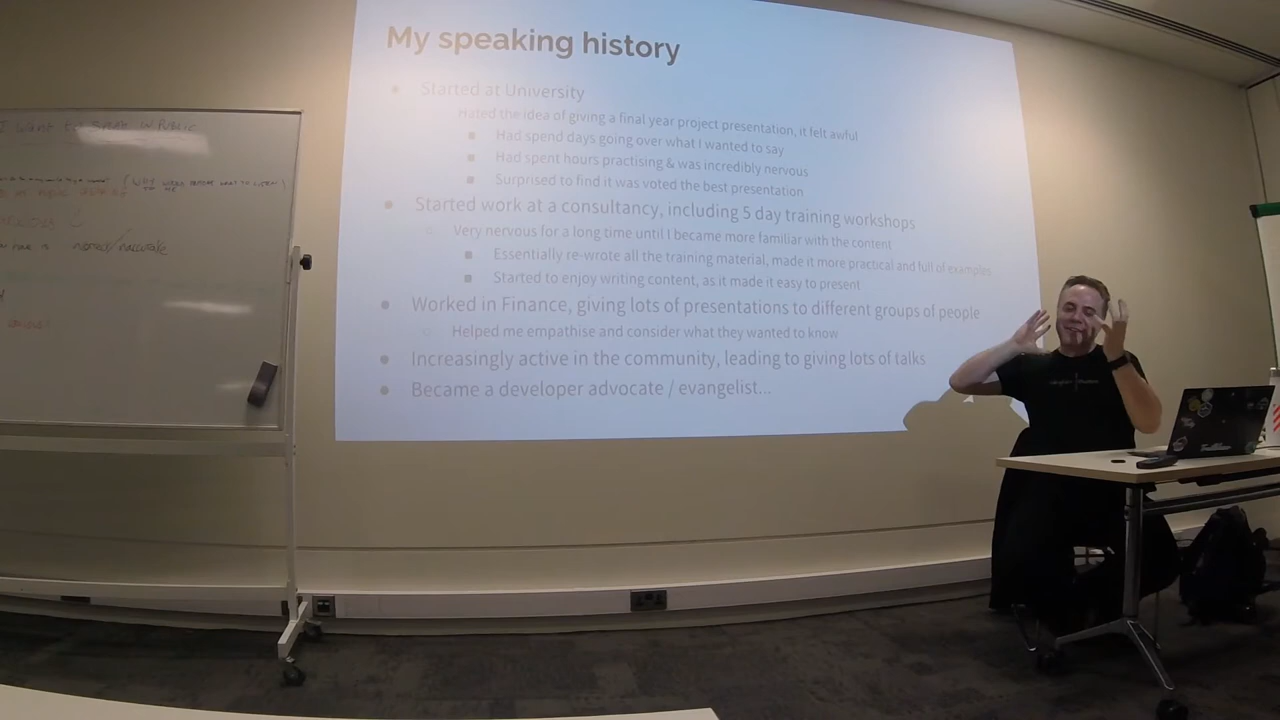 My speaking history
Started at University
Hated the idea of giving a final year project presentation, it felt awful
Had spend days going over what I wanted to say
Had spent hours practising & was incredibly nervous
Surprised to find it was voted the best presentation
Started work at a consultancy, including 5 day training workshops
Very nervous for a long time until I became more familiar with the content
Essentially re-wrote all the training material, made it more practical and full of examples
Started to enjoy writing content, as it made it easy to present
Worked in Finance, giving lots of presentations to different groups of people
Helped me empathise and consider what they wanted to know
Increasingly active in the community, leading to giving lots of talks
Became a developer advocate / evangelist...
I WANT TO SPEAK IN PUBLIC